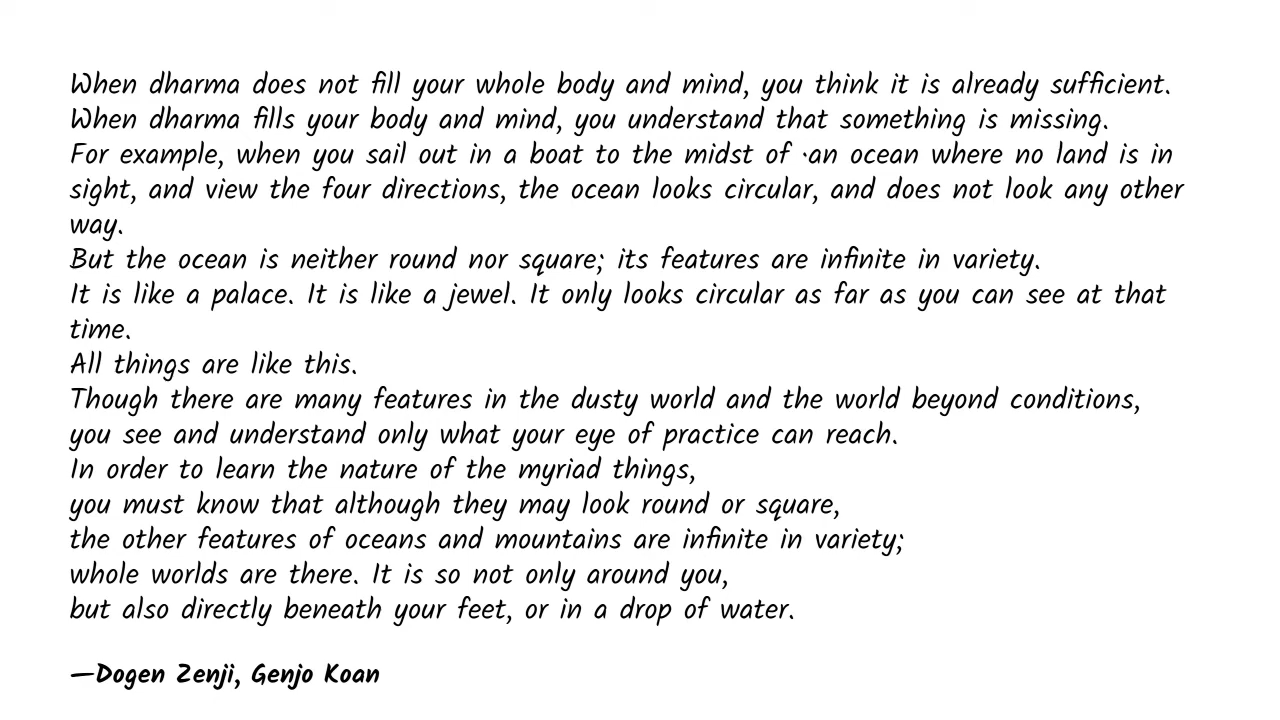 When dharma does not fill your whole body and mind, you think it is already sufficient.
When dharma fills your body and mind, you understand that something is missing.
For example, when you sail out in a boat to the midst of ·an ocean where no land is in
sight, and view the four directions, the ocean looks circular, and does not look any other
way.
But the ocean is neither round nor square; its features are infinite in variety.
It is like a palace. It is like a jewel. It only looks circular as far as you can see at that
time.
All things are like this.
Though there are many features in the dusty world and the world beyond conditions,
you see and understand only what your eye of practice can reach.
In order to learn the nature of the myriad things,
you must know that although they may look round or square,
the other features of oceans and mountains are infinite in variety;
whole worlds are there. It is so not only around you,
but also directly beneath your feet, or in a drop of water.
—Dogen Zenji, Genjo Koan